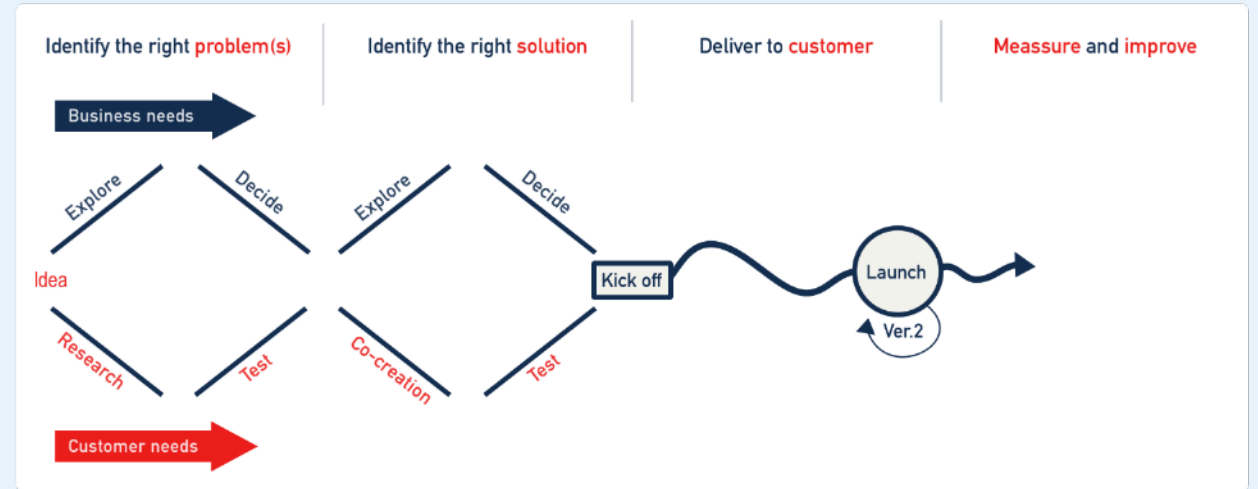 Identify the right problem(s)
Identify the right solution
Deliver to customer
Meassure and improve
Business needs
Explore
Decide
Explore
Decide
Idea
Kick off
Launch
Ver.2
Research
Test
Co-creation
Test
Customer needs